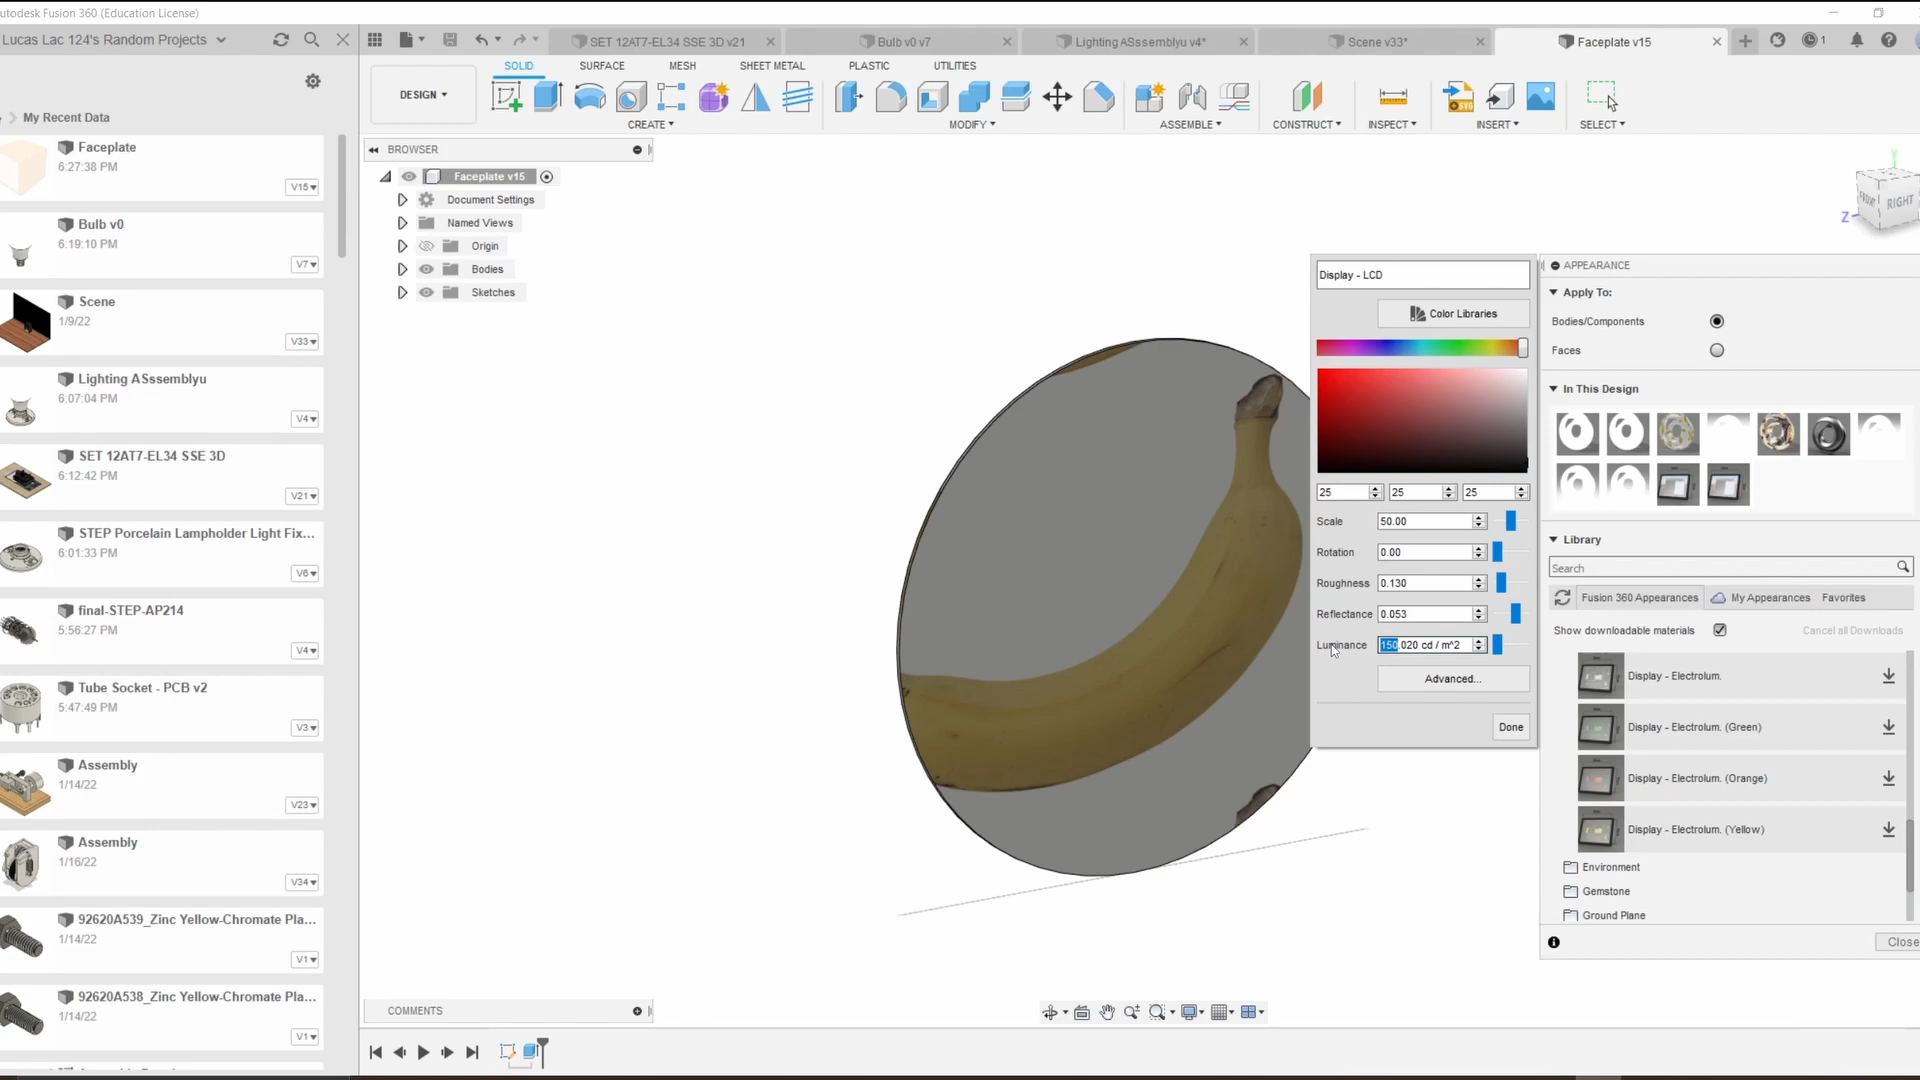 utodesk Fusion 360 (Education License)
Lucas Lac 124's Random Projects
SET 12AT7-EL34 SSE 3D v21
Bulb v0 v7
Lighting ASssemblyu v4*
Scene v33*
Faceplate v15
1
SOLID
SURFACE
MESH
SHEET METAL
PLASTIC
UTILITIES
DESIGN
CREATE
MODIFY
ASSEMBLE
CONSTRUCT
INSPECT
INSERT
SELECT
SVG
My Recent Data
Faceplate
6:27:38 PM
V15
Bulb v0
6:19:10 PM
V7
Scene
1/9/22
V33
Lighting ASssemblyu
6:07:04 PM
V4
SET 12AT7-EL34 SSE 3D
6:12:42 PM
V21
STEP Porcelain Lampholder Light Fix...
6:01:33 PM
V6
final-STEP-AP214
5:56:27 PM
V4
Tube Socket - PCB v2
5:47:49 PM
V3
Assembly
1/14/22
V23
Assembly
1/16/22
V34
92620A539_Zinc Yellow-Chromate Pla...
1/14/22
V1
92620A538_Zinc Yellow-Chromate Pla...
1/14/22
V1
BROWSER
Faceplate v15
Document Settings
Named Views
Origin
Bodies
Sketches
COMMENTS
Y
Z
FRONT
RIGHT
Display - LCD
Color Libraries
25
25
25
Scale
50.00
Rotation
0.00
Roughness
0.130
Reflectance
0.053
Luminance
150.020 cd / m^2
Advanced...
Done
APPEARANCE
Apply To:
Bodies/Components
Faces
In This Design
Library
Search
Fusion 360 Appearances
My Appearances
Favorites
Show downloadable materials
Cancel all Downloads
Display - Electrolum.
Display - Electrolum. (Green)
Display - Electrolum. (Orange)
Display - Electrolum. (Yellow)
Environment
Gemstone
Ground Plane
Close